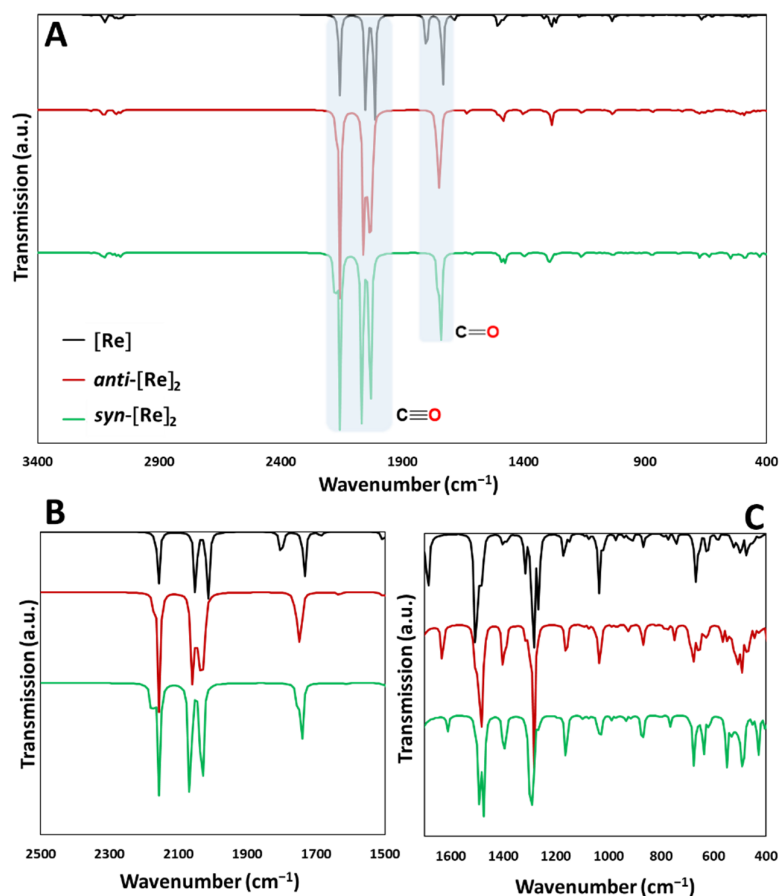 A
Transmission (a.u.)
[Re]
anti-[Re]₂
syn-[Re]₂
C=O
C≡O
3400 2900 2400 1900 1400 900 400
Wavenumber (cm⁻¹)
B
Transmission (a.u.)
2500 2300 2100 1900 1700 1500
Wavenumber (cm⁻¹)
C
Transmission (a.u.)
1600 1400 1200 1000 800 600 400
Wavenumber (cm⁻¹)